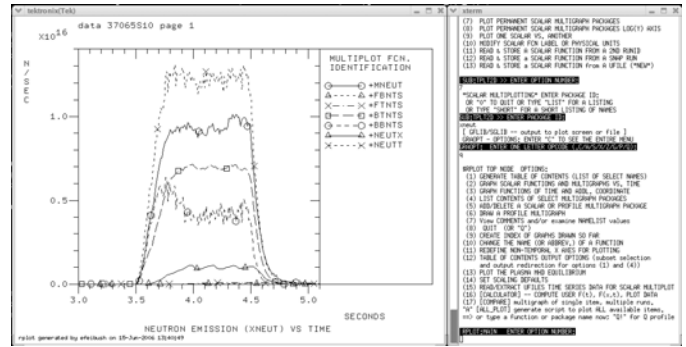 tektronix(Tek)
data 37065S10 page 1
X10^16
N/SEC
1.0
0.5
0.0
3.0 3.5 4.0 4.5 5.0
SECONDS
NEUTRON EMISSION (XNEUT) VS TIME
rplot generated by efeibush on 15-Jun-2006 13:40:49
MULTIPLOT FCN.
IDENTIFICATION
+MNEUT
+FBNTS
+FTNTS
+BTNTS
+BBNTS
+NEUTX
+NEUTT
xterm
(7) PLOT PERMANENT SCALAR MULTIGRAPH PACKAGES
(8) PLOT PERMANENT SCALAR MULTIGRAPH PACKAGES LOG(Y) AXIS
(9) PLOT ONE SCALAR VS. ANOTHER
(10) MODIFY SCALAR FCN LABEL OR PHYSICAL UNITS
(11) READ & STORE A SCALAR FUNCTION FROM A 2ND RUNID
(12) READ & STORE a SCALAR FUNCTION FROM A SNAP RUN
(13) READ & STORE a SCALAR FUNCTION from A UFILE (*NEW*)
SUB:TPLT2D >> ENTER OPTION NUMBER:
7
"SCALAR MULTIPLOTTING" ENTER PACKAGE ID;
OR "Q" TO QUIT OR TYPE "LIST" FOR A LISTING
OR TYPE "SHORT" FOR A SHORT LISTING OF NAMES
SUB:TPLT2D >> ENTER PACKAGE ID:
xneut
[ GFLIB/SGLIB -- output to plot screen or file ]
GRAHOPT - OPTIONS: ENTER "C" TO SEE THE ENTIRE MENU
q
$RPLOT TOP NODE OPTIONS:
(1) GENERATE TABLE OF CONTENTS (LIST OF SELECT NAMES)
(2) GRAPH SCALAR FUNCTIONS AND MULTIGRAPHS VS. TIME
(3) GRAPH FUNCTIONS OF TIME AND ADDL. COORDINATE
(4) LIST CONTENTS OF SELECT MULTIGRAPH PACKAGES
(5) ADD/DELETE A SCALAR OR PROFILE MULTIGRAPH PACKAGE
(6) DRAW A PROFILE MULTIGRAPH
(7) View COMMENTS and/or examine NAMELIST values
(8) QUIT (OR "Q")
(9) CREATE INDEX OF GRAPHS DRAWN SO FAR
(10) CHANGE THE NAME (OR ABBREV.) OF A FUNCTION
(11) REDEFINE NON-TEMPORAL X AXES FOR PLOTTING
(12) TABLE OF CONTENTS OUTPUT OPTIONS (subset selection
and output redirection for options (1) and (4))
(13) PLOT THE PLASMA MHD EQUILIBRIUM
(14) SET SCALING DEFAULTS
(15) READ/EXTRACT UFILES TIME SERIES DATA FOR SCALAR MULTIPLOT
(16) [CALCULATOR] -- COMPUTE USER F(t), F(x,t), PLOT DATA
(17) [COMPARE] multigraph of single item, multiple runs,
"A" [ALL_PLOT] generate script to plot ALL available items,
==> or type a function or package name now: "Q!" for Q profile
RPLOT:MAIN ENTER OPTION NUMBER: